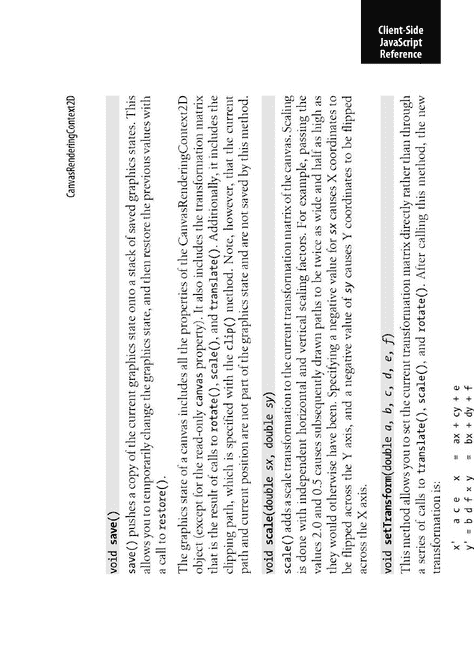 Client-Side
JavaScript
Reference
CanvasRenderingContext2D
void save()
save() pushes a copy of the current graphics state onto a stack of saved graphics states. This
allows you to temporarily change the graphics state, and then restore the previous values with
a call to restore().
The graphics state of a canvas includes all the properties of the CanvasRenderingContext2D
object (except for the read-only canvas property). It also includes the transformation matrix
that is the result of calls to rotate(), scale(), and translate(). Additionally, it includes the
clipping path, which is specified with the clip() method. Note, however, that the current
path and current position are not part of the graphics state and are not saved by this method.
void scale(double sx, double sy)
scale() adds a scale transformation to the current transformation matrix of the canvas. Scaling
is done with independent horizontal and vertical scaling factors. For example, passing the
values 2.0 and 0.5 causes subsequently drawn paths to be twice as wide and half as high as
they would otherwise have been. Specifying a negative value for sx causes X coordinates to
be flipped across the Y axis, and a negative value of sy causes Y coordinates to be flipped
across the X axis.
void setTransform(double a, b, c, d, e, f)
This method allows you to set the current transformation matrix directly rather than through
a series of calls to translate(), scale(), and rotate(). After calling this method, the new
transformation is:
x' a c e x = ax + cy + e
y' = b d f x y = bx + dy + f